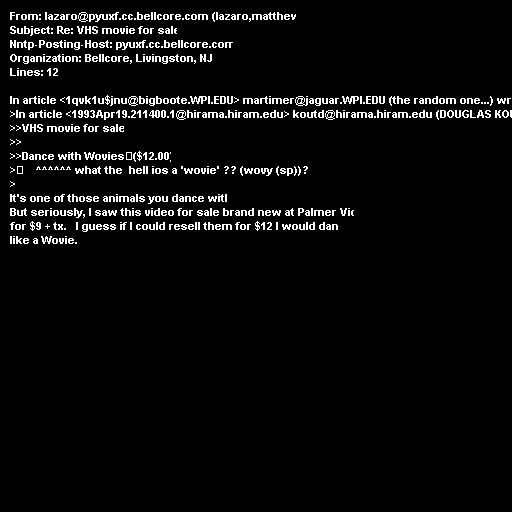 From: lazaro@pyuxf.cc.bellcore.com (lazaro,matthew
Subject: Re: VHS movie for sale
Nntp-Posting-Host: pyuxf.cc.bellcore.com
Organization: Bellcore, Livingston, NJ
Lines: 12

In article <1qvk1u$jnu@bigboote.WPI.EDU> martimer@jaguar.WPI.EDU (the random one...) wr
>In article <1993Apr19.211400.1@hirama.hiram.edu> koutd@hirama.hiram.edu (DOUGLAS KOU
>>VHS movie for sale
>>
>>Dance with Wovies ($12.00)
> ^^^^^^ what the hell ios a 'wovie' ?? (wovy (sp))?
>
It's one of those animals you dance with
But seriously, I saw this video for sale brand new at Palmer Vic
for $9 + tx. I guess if I could resell them for $12 I would dan
like a Wovie.